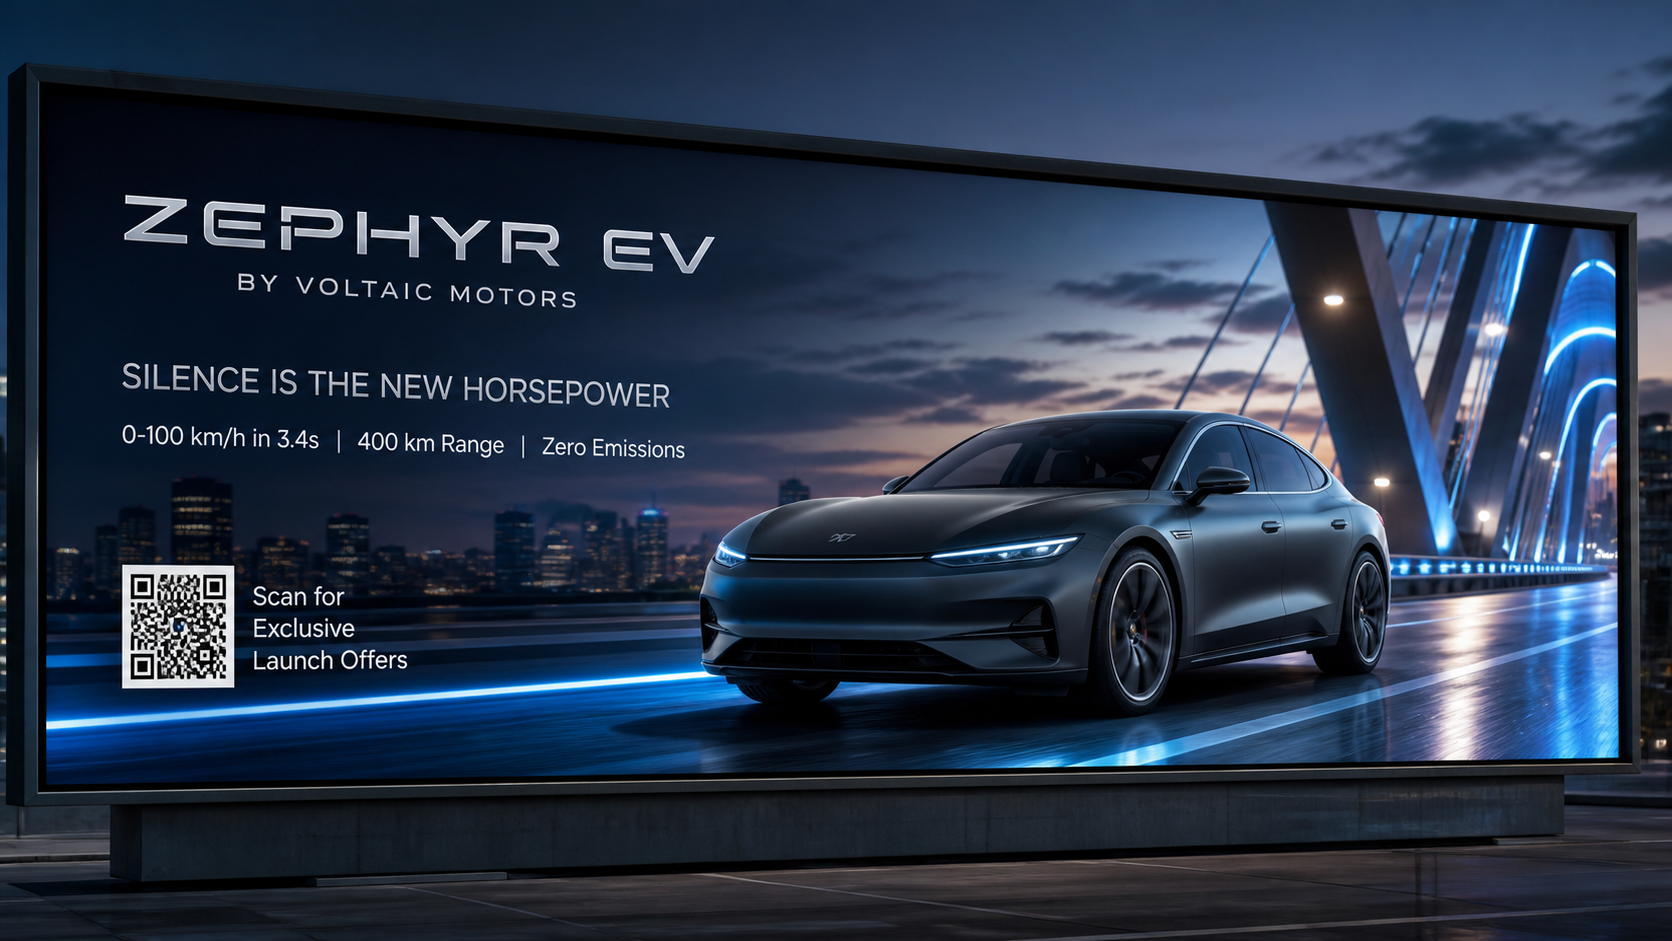 ZEPHYR EV
BY VOLTAIC MOTORS
SILENCE IS THE NEW HORSEPOWER
0-100 km/h in 3.4s | 400 km Range | Zero Emissions
Scan for
Exclusive
Launch Offers